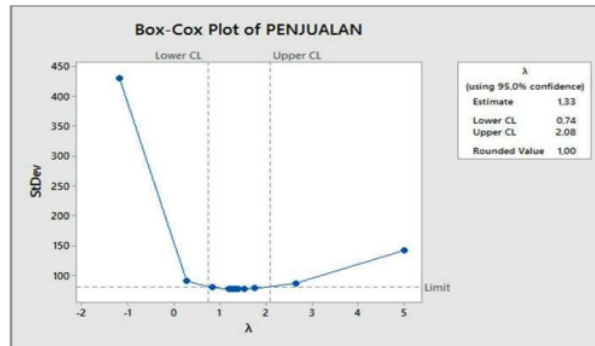 Box-Cox Plot of PENJUALAN
Lower CL
Upper CL
450
400
350
300
250
200
150
100
StDev
-2
-1
0
1
2
3
4
5
λ
Limit
λ
(using 95.0% confidence)
Estimate 1,33
Lower CL 0,74
Upper CL 2,08
Rounded Value 1,00